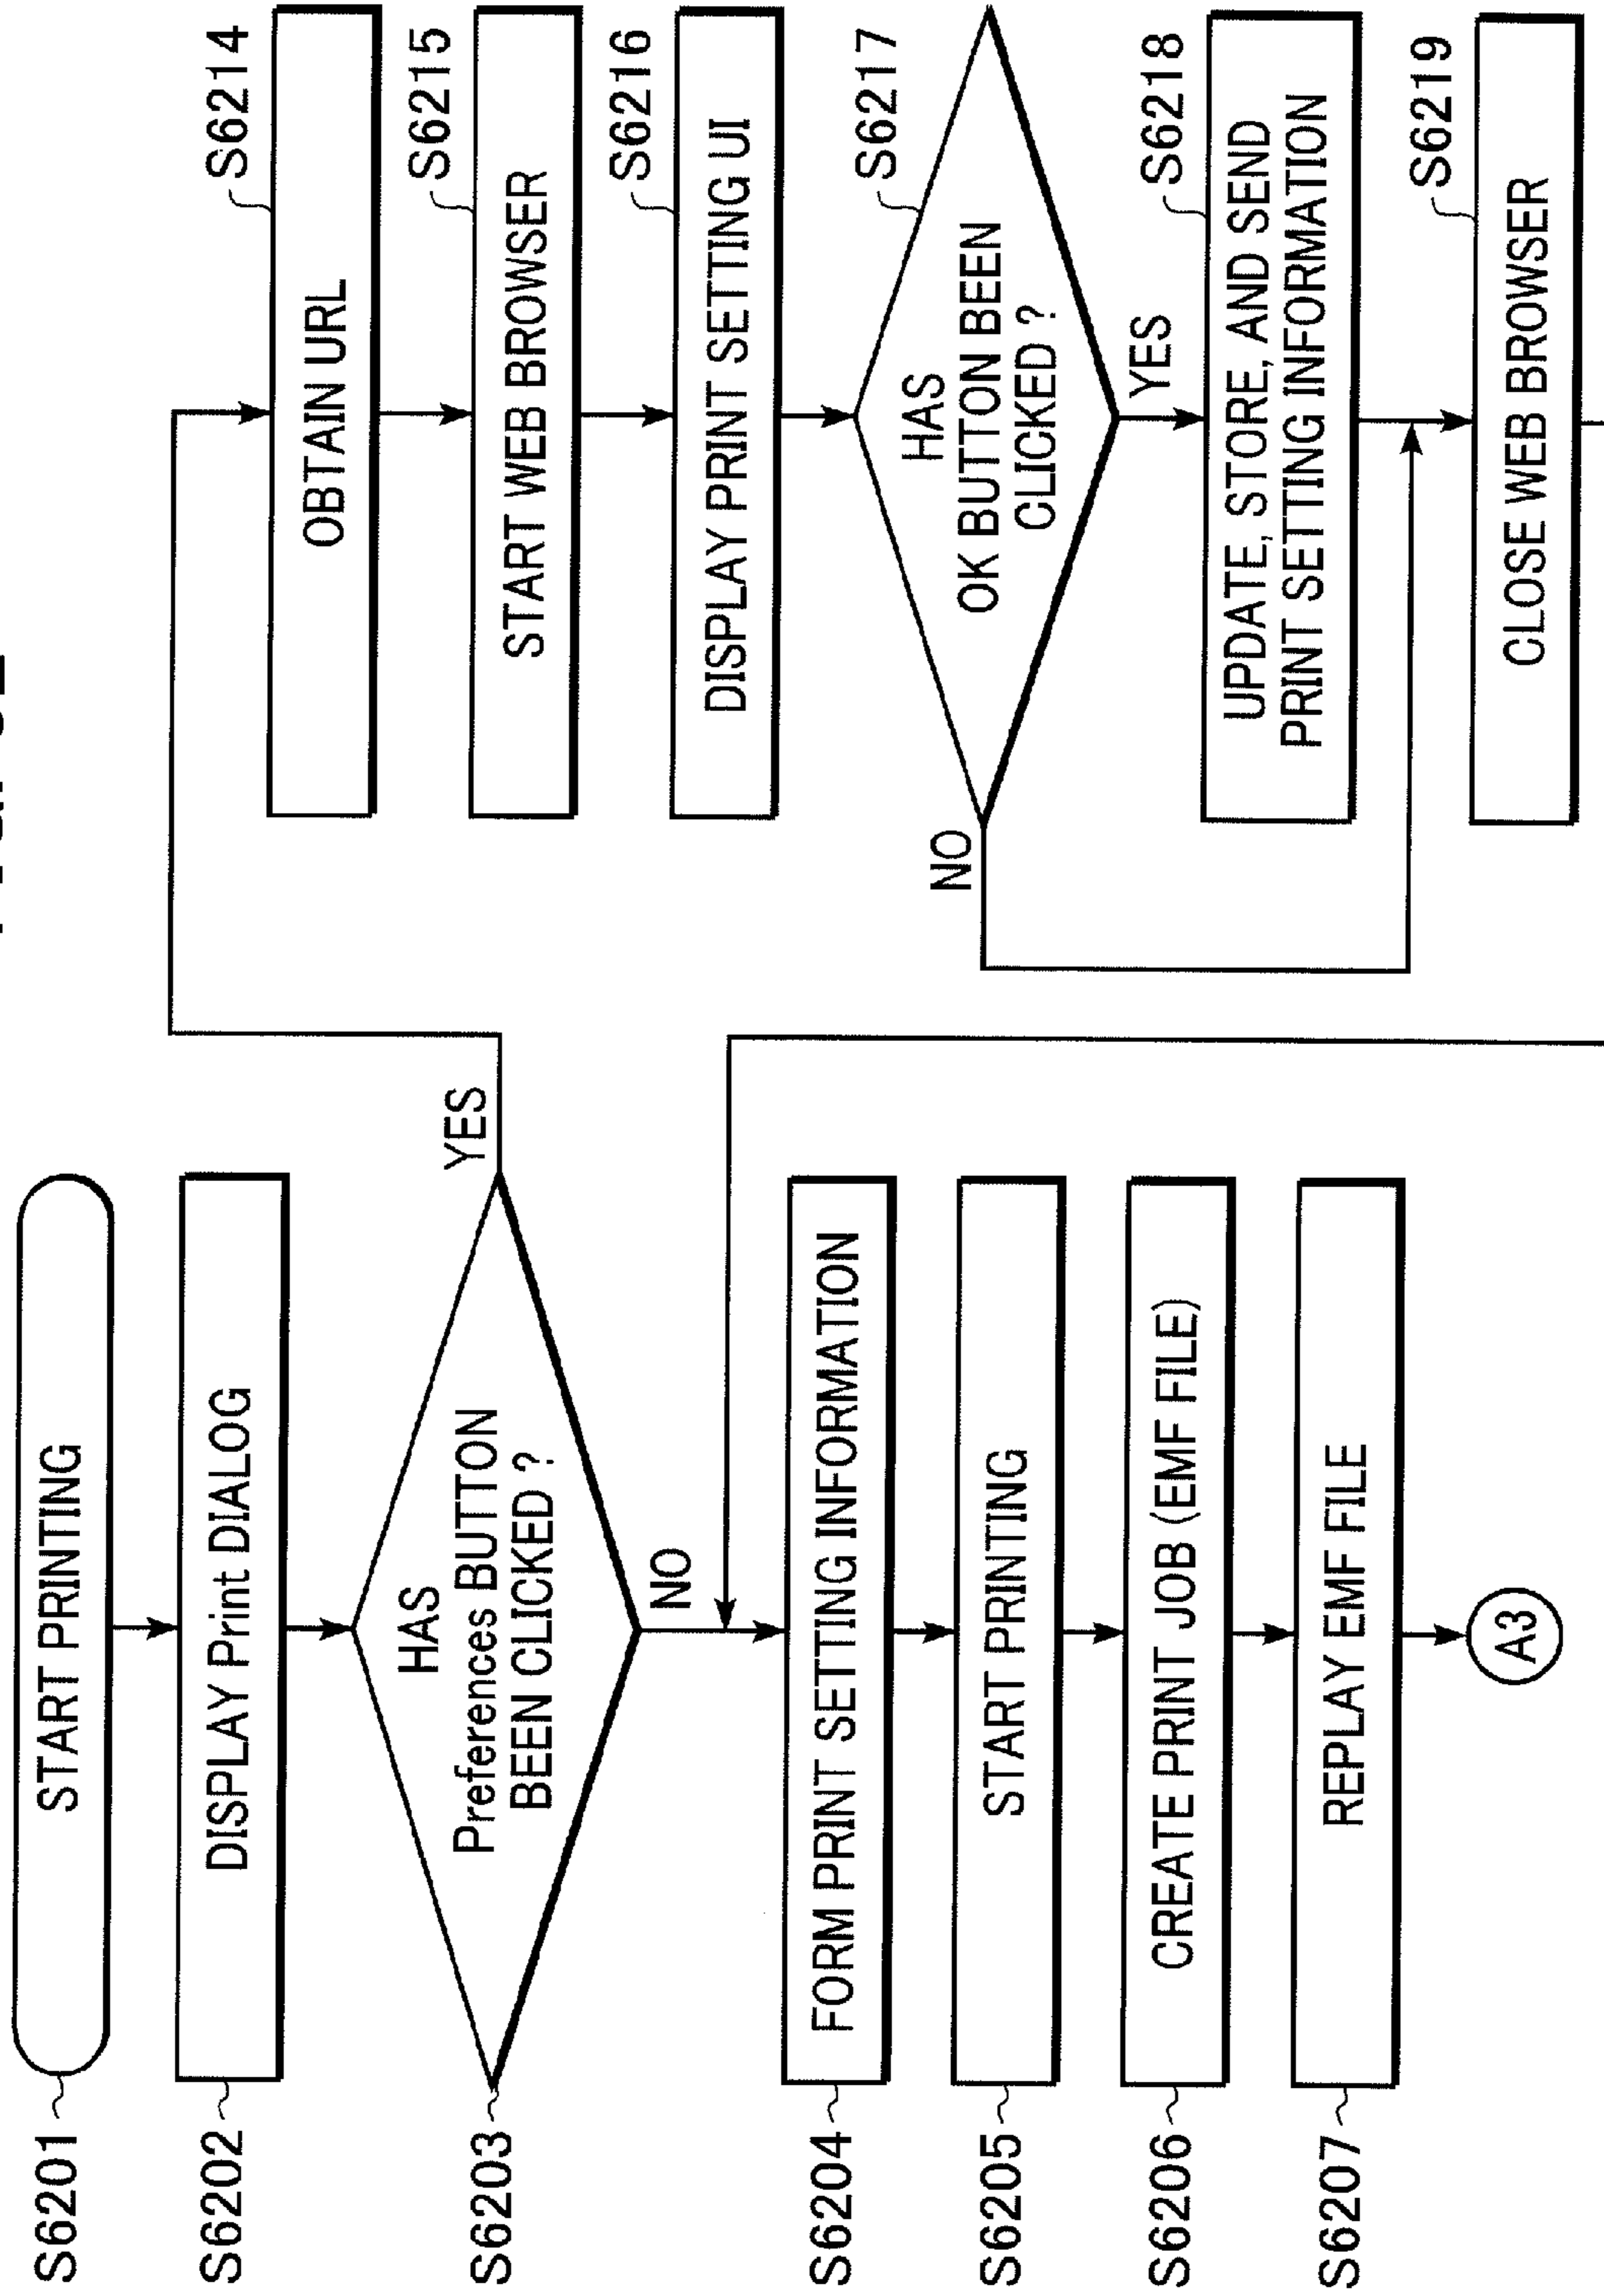 S6201
START PRINTING
S6202
DISPLAY Print DIALOG
S6203
HAS
Preferences BUTTON
BEEN CLICKED ?
YES
NO
S6204
FORM PRINT SETTING INFORMATION
S6205
START PRINTING
S6206
CREATE PRINT JOB (EMF FILE)
S6207
REPLAY EMF FILE
A3
S6214
OBTAIN URL
S6215
START WEB BROWSER
S6216
DISPLAY PRINT SETTING UI
S6217
HAS
OK BUTTON BEEN
CLICKED ?
NO
YES
S6218
UPDATE, STORE, AND SEND
PRINT SETTING INFORMATION
S6219
CLOSE WEB BROWSER